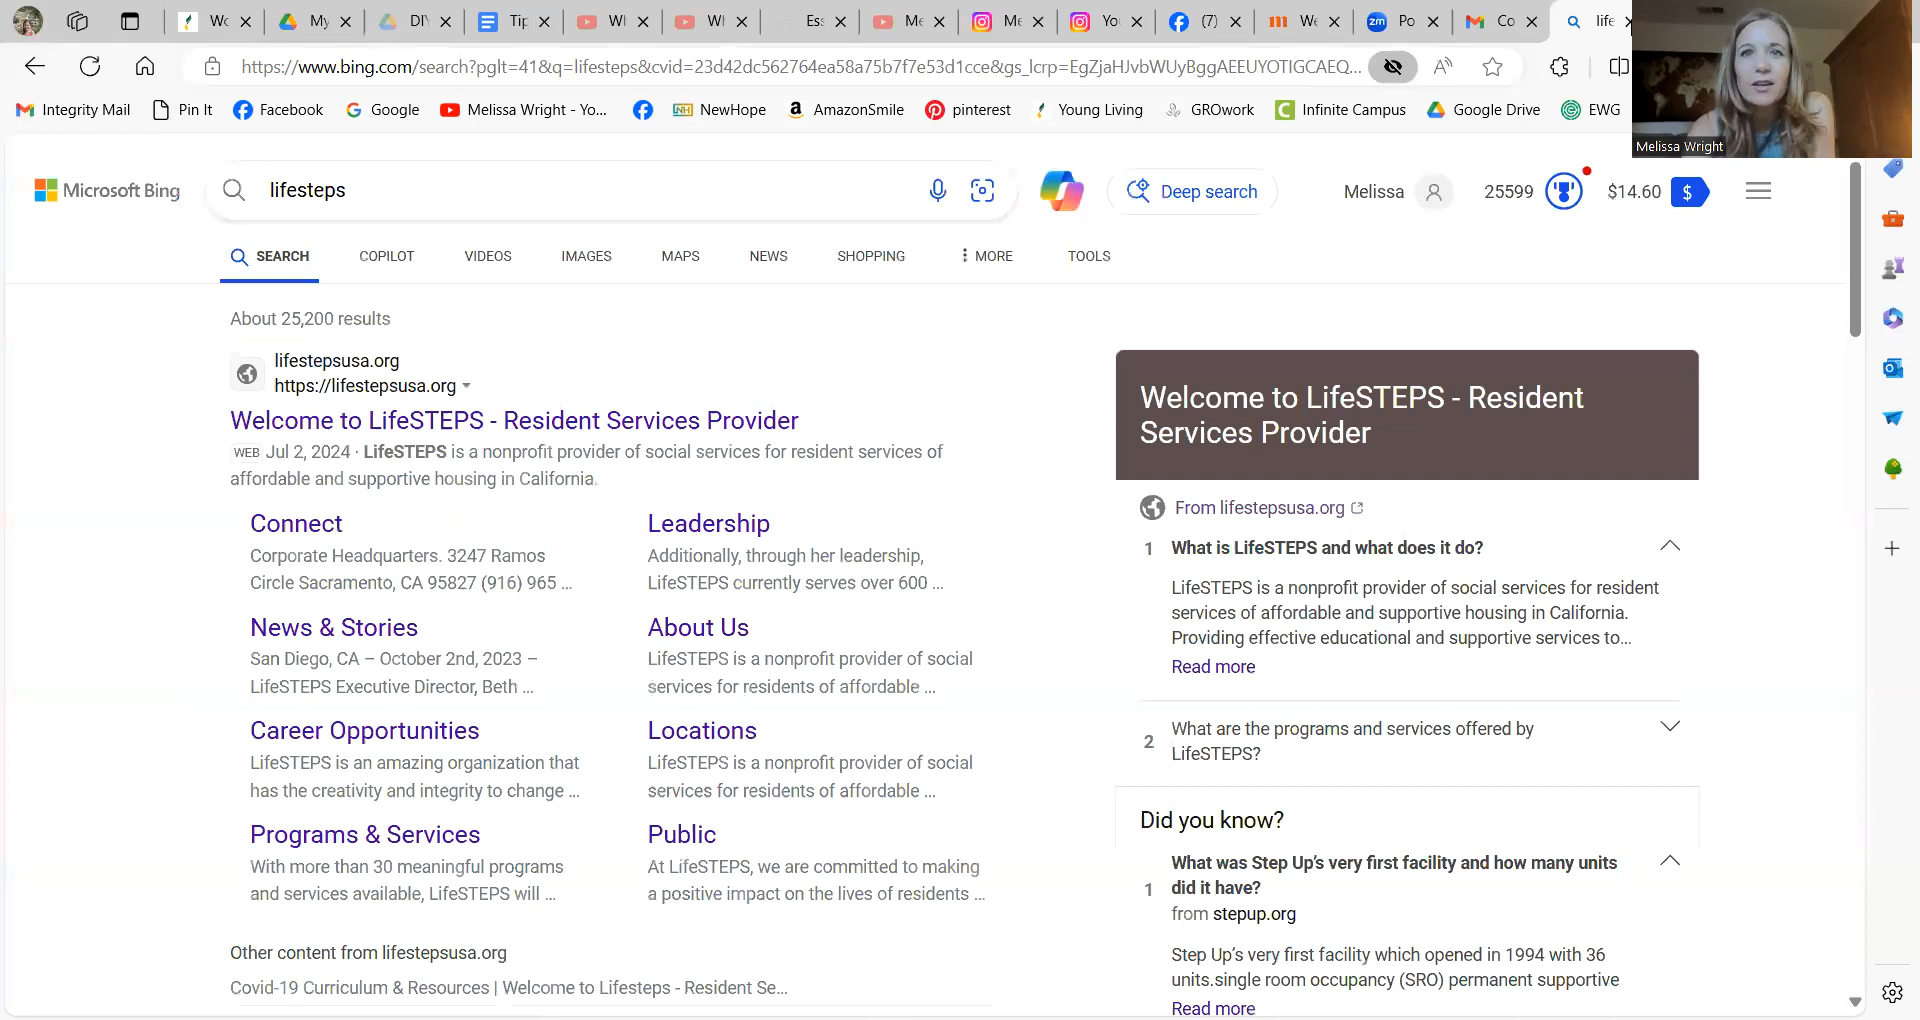 Wo
My
DIY
Tip
Wh
Wh
Ess
Me
Me
You
(7)
We
Po
Co
life
https://www.bing.com/search?pglt=41&q=lifesteps&cvid=23d42dc562764ea58a75b7f7e53d1cce&gs_lcrp=EgZjaHJvbWUyBggAEEUYOTIGCAEQ...
Integrity Mail
Pin It
Facebook
Google
Melissa Wright - Yo...
NewHope
AmazonSmile
pinterest
Young Living
GROwork
Infinite Campus
Google Drive
EWG
Melissa Wright
Microsoft Bing
lifesteps
Deep search
Melissa
25599
$14.60
SEARCH
COPILOT
VIDEOS
IMAGES
MAPS
NEWS
SHOPPING
MORE
TOOLS
About 25,200 results
lifestepsusa.org
https://lifestepsusa.org
Welcome to LifeSTEPS - Resident Services Provider
WEB Jul 2, 2024 · LifeSTEPS is a nonprofit provider of social services for resident services of
affordable and supportive housing in California.
Connect
Corporate Headquarters. 3247 Ramos
Circle Sacramento, CA 95827 (916) 965 ...
Leadership
Additionally, through her leadership,
LifeSTEPS currently serves over 600 ...
News & Stories
San Diego, CA – October 2nd, 2023 –
LifeSTEPS Executive Director, Beth ...
About Us
LifeSTEPS is a nonprofit provider of social
services for residents of affordable ...
Career Opportunities
LifeSTEPS is an amazing organization that
has the creativity and integrity to change ...
Locations
LifeSTEPS is a nonprofit provider of social
services for residents of affordable ...
Programs & Services
With more than 30 meaningful programs
and services available, LifeSTEPS will ...
Public
At LifeSTEPS, we are committed to making
a positive impact on the lives of residents ...
Other content from lifestepsusa.org
Covid-19 Curriculum & Resources | Welcome to Lifesteps - Resident Se...
Welcome to LifeSTEPS - Resident
Services Provider
From lifestepsusa.org
1 What is LifeSTEPS and what does it do?
LifeSTEPS is a nonprofit provider of social services for resident
services of affordable and supportive housing in California.
Providing effective educational and supportive services to...
Read more
2 What are the programs and services offered by
LifeSTEPS?
Did you know?
1 What was Step Up's very first facility and how many units
did it have?
from stepup.org
Step Up's very first facility which opened in 1994 with 36
units.single room occupancy (SRO) permanent supportive
Read more